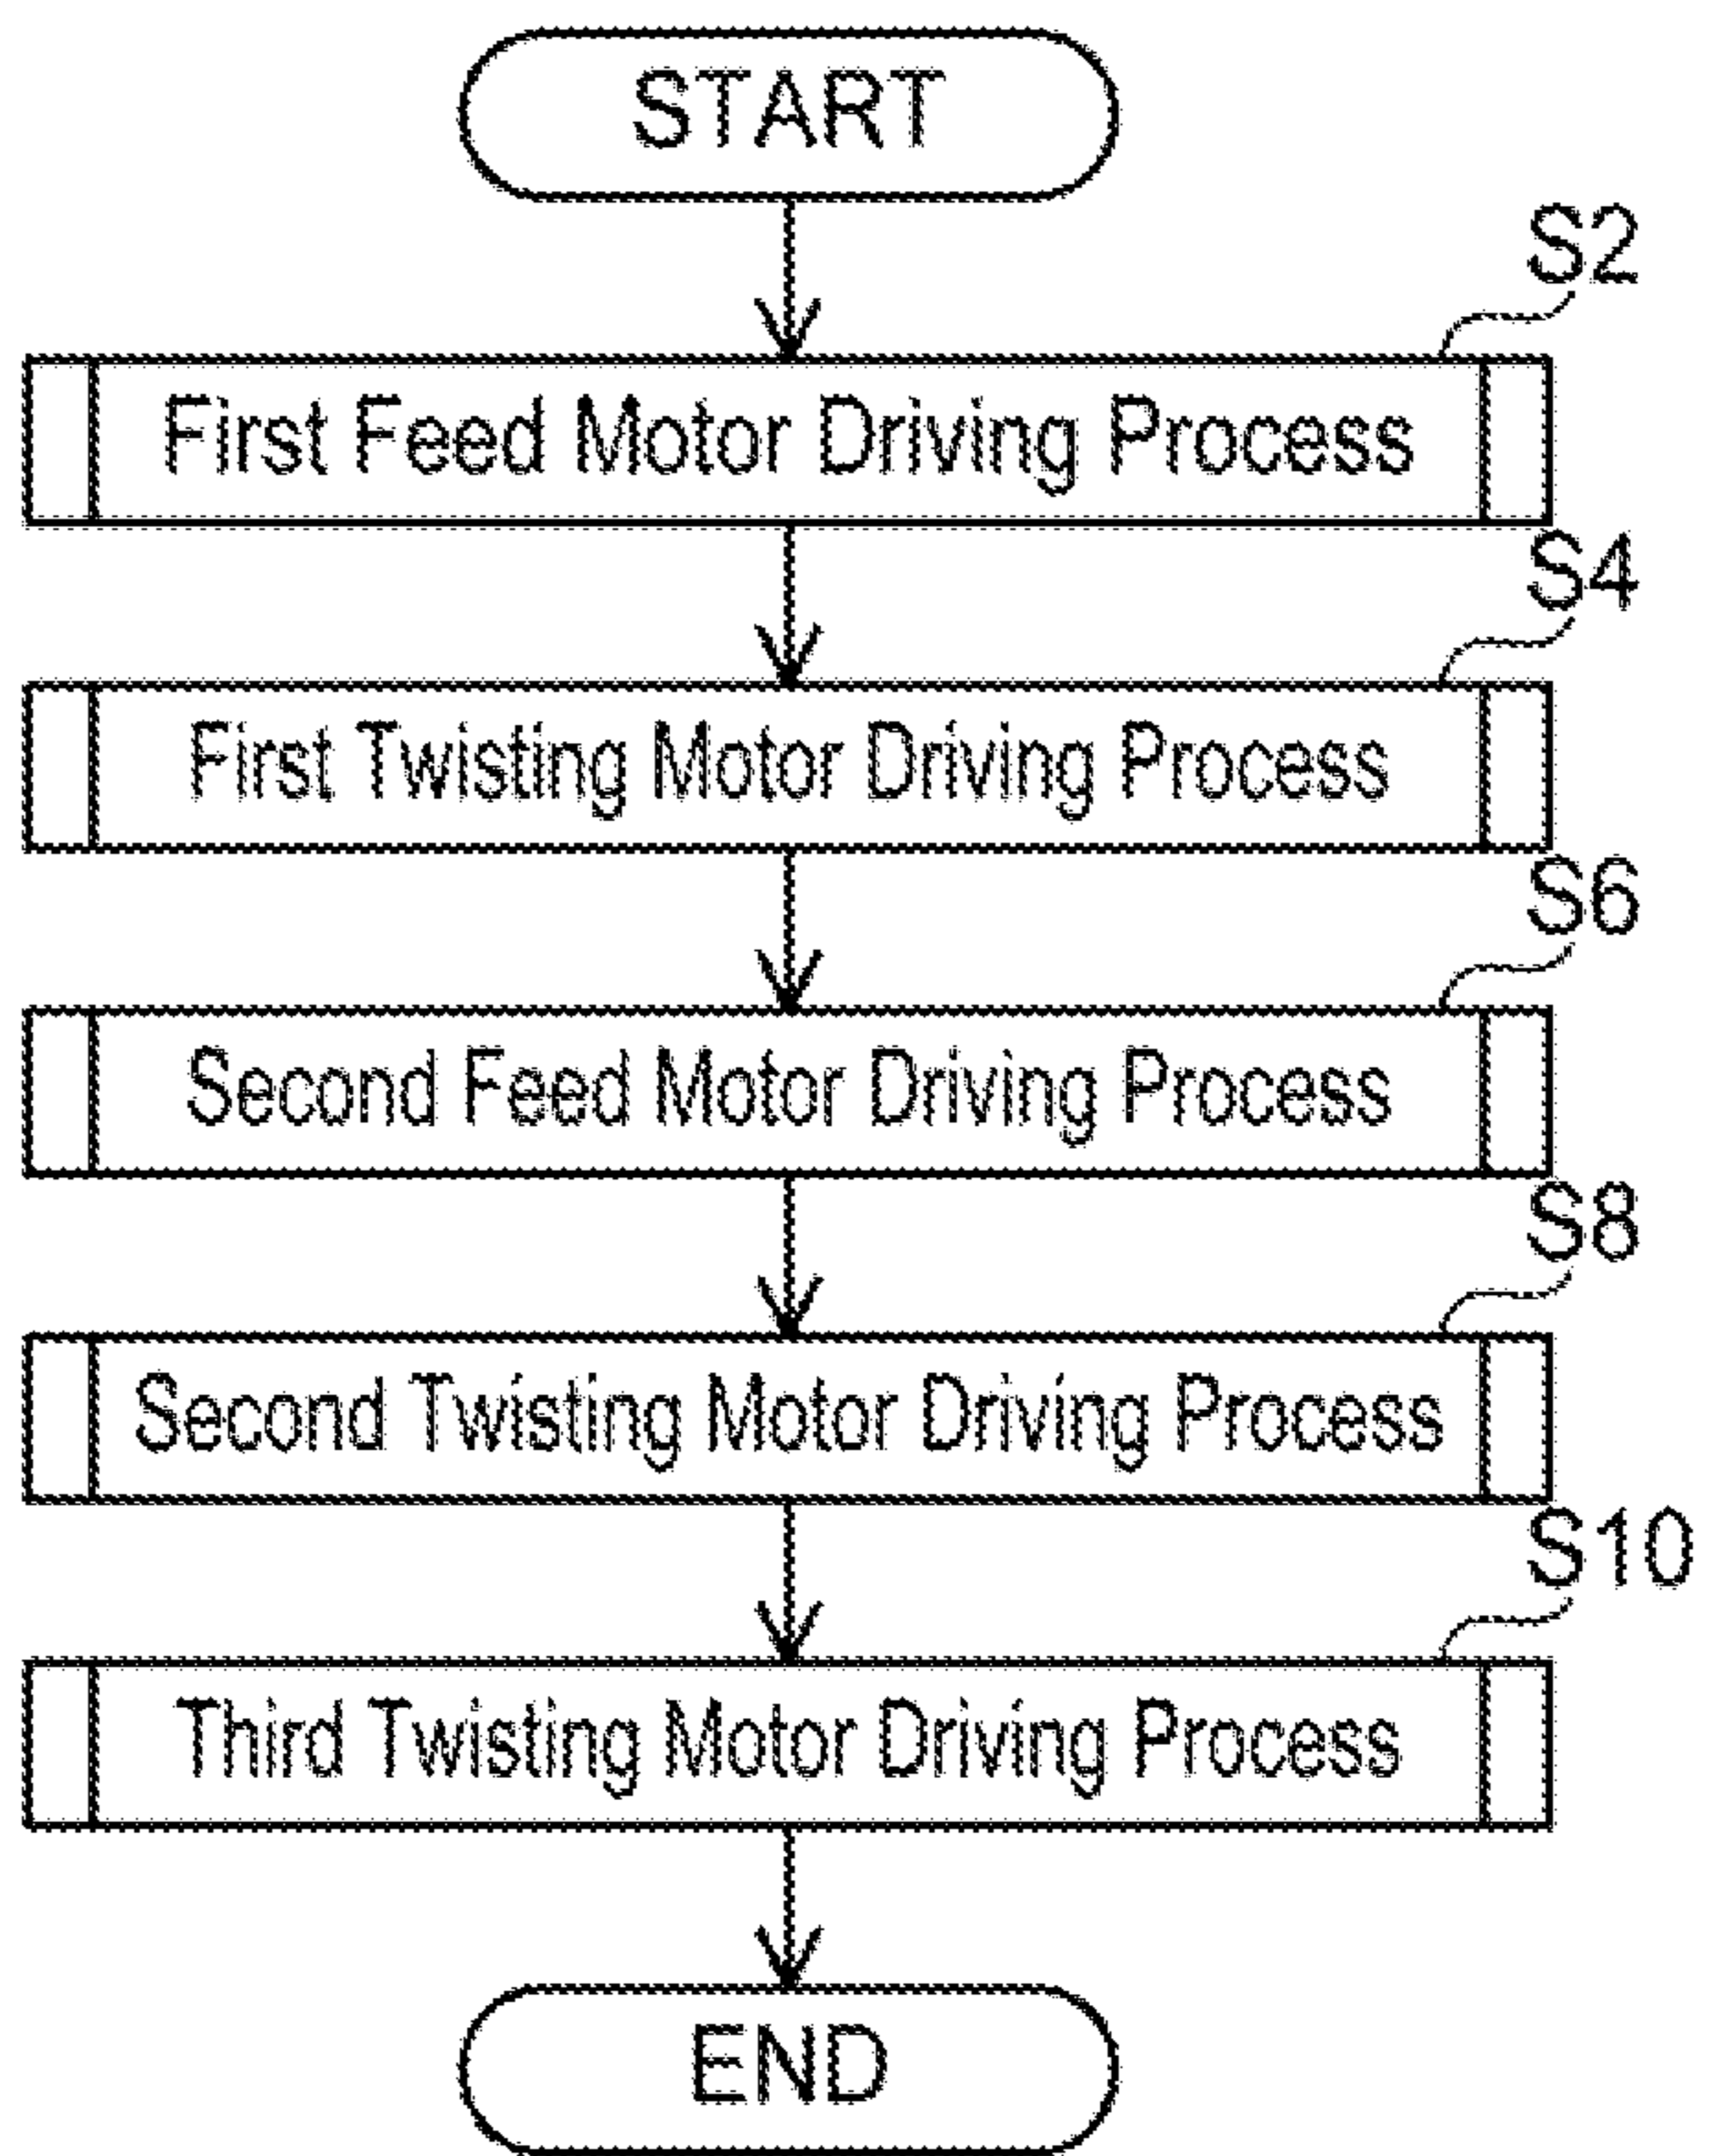 START
S2
First Feed Motor Driving Process
S4
First Twisting Motor Driving Process
S6
Second Feed Motor Driving Process
S8
Second Twisting Motor Driving Process
S10
Third Twisting Motor Driving Process
END